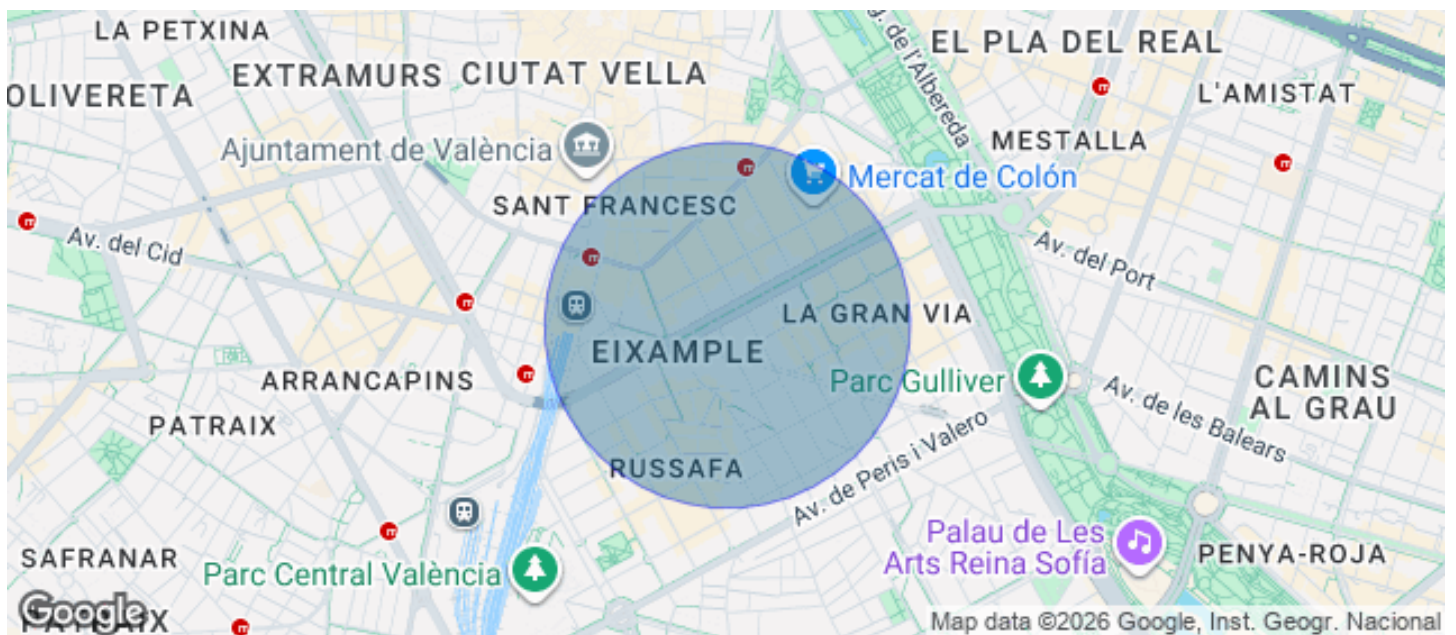 LA PETXINA
EXTRAMURS
CIUTAT VELLA
EL PLA DEL REAL
OLIVERETA
L'AMISTAT
g. de l'Albereda
MESTALLA
Ajuntament de València
Mercat de Colón
SANT FRANCESC
Av. del Cid
Av. del Port
LA GRAN VIA
EIXAMPLE
ARRANCAPINS
Parc Gulliver
CAMINS
AL GRAU
PATRAIX
Av. de les Balears
RUSSAFA
Av. de Peris i Valero
Palau de Les
Arts Reina Sofía
PENYA-ROJA
SAFRANAR
Parc Central València
Google
PATRAIX
Map data ©2026 Google, Inst. Geogr. Nacional